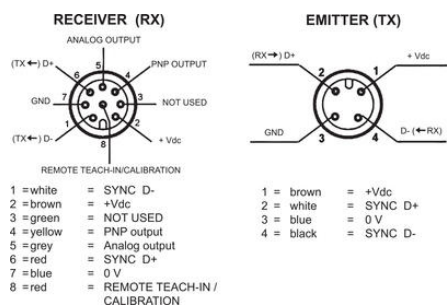 RECEIVER (RX)
EMITTER (TX)
ANALOG OUTPUT
(TX←) D+
5
PNP OUTPUT
6
4
GND
7
3
NOT USED
(TX←) D-
1
2
+ Vdc
8
REMOTE TEACH-IN/CALIBRATION
(RX→) D+
+ Vdc
2
1
GND
3
4
D- (←RX)
1 = white = SYNC D-
2 = brown = +Vdc
3 = green = NOT USED
4 = yellow = PNP output
5 = grey = Analog output
6 = red = SYNC D+
7 = blue = 0 V
8 = red = REMOTE TEACH-IN /
CALIBRATION
1 = brown = +Vdc
2 = white = SYNC D+
3 = blue = 0 V
4 = black = SYNC D-